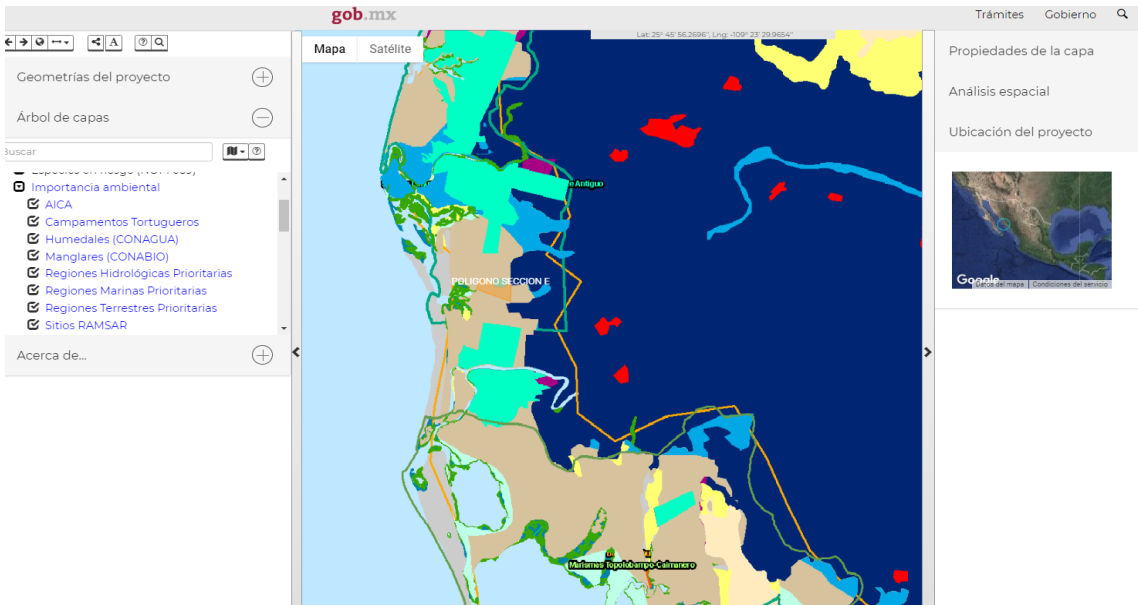 gob.mx
Trámites Gobierno
A
Geometrías del proyecto
Árbol de capas
Buscar
Importancia ambiental
AICA
Campamentos Tortugueros
Humedales (CONAGUA)
Manglares (CONABIO)
Regiones Hidrológicas Prioritarias
Regiones Marinas Prioritarias
Regiones Terrestres Prioritarias
Sitios RAMSAR
Acerca de...
Mapa Satélite
Lat: 25° 45' 56.2696", Lng: -109° 23' 29.9654"
e Antiguo
POLIGONO SECCION E
Marismas Topolobampo-Caimanero
Propiedades de la capa
Análisis espacial
Ubicación del proyecto
Google
Datos del mapa Condiciones del servicio